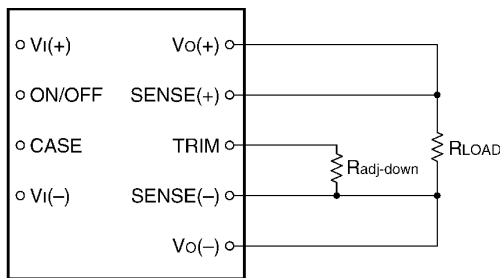 VI(+) VO(+)
ON/OFF SENSE(+)
CASE TRIM
RLOAD
Radj-down
VI(–) SENSE(–)
VO(–)